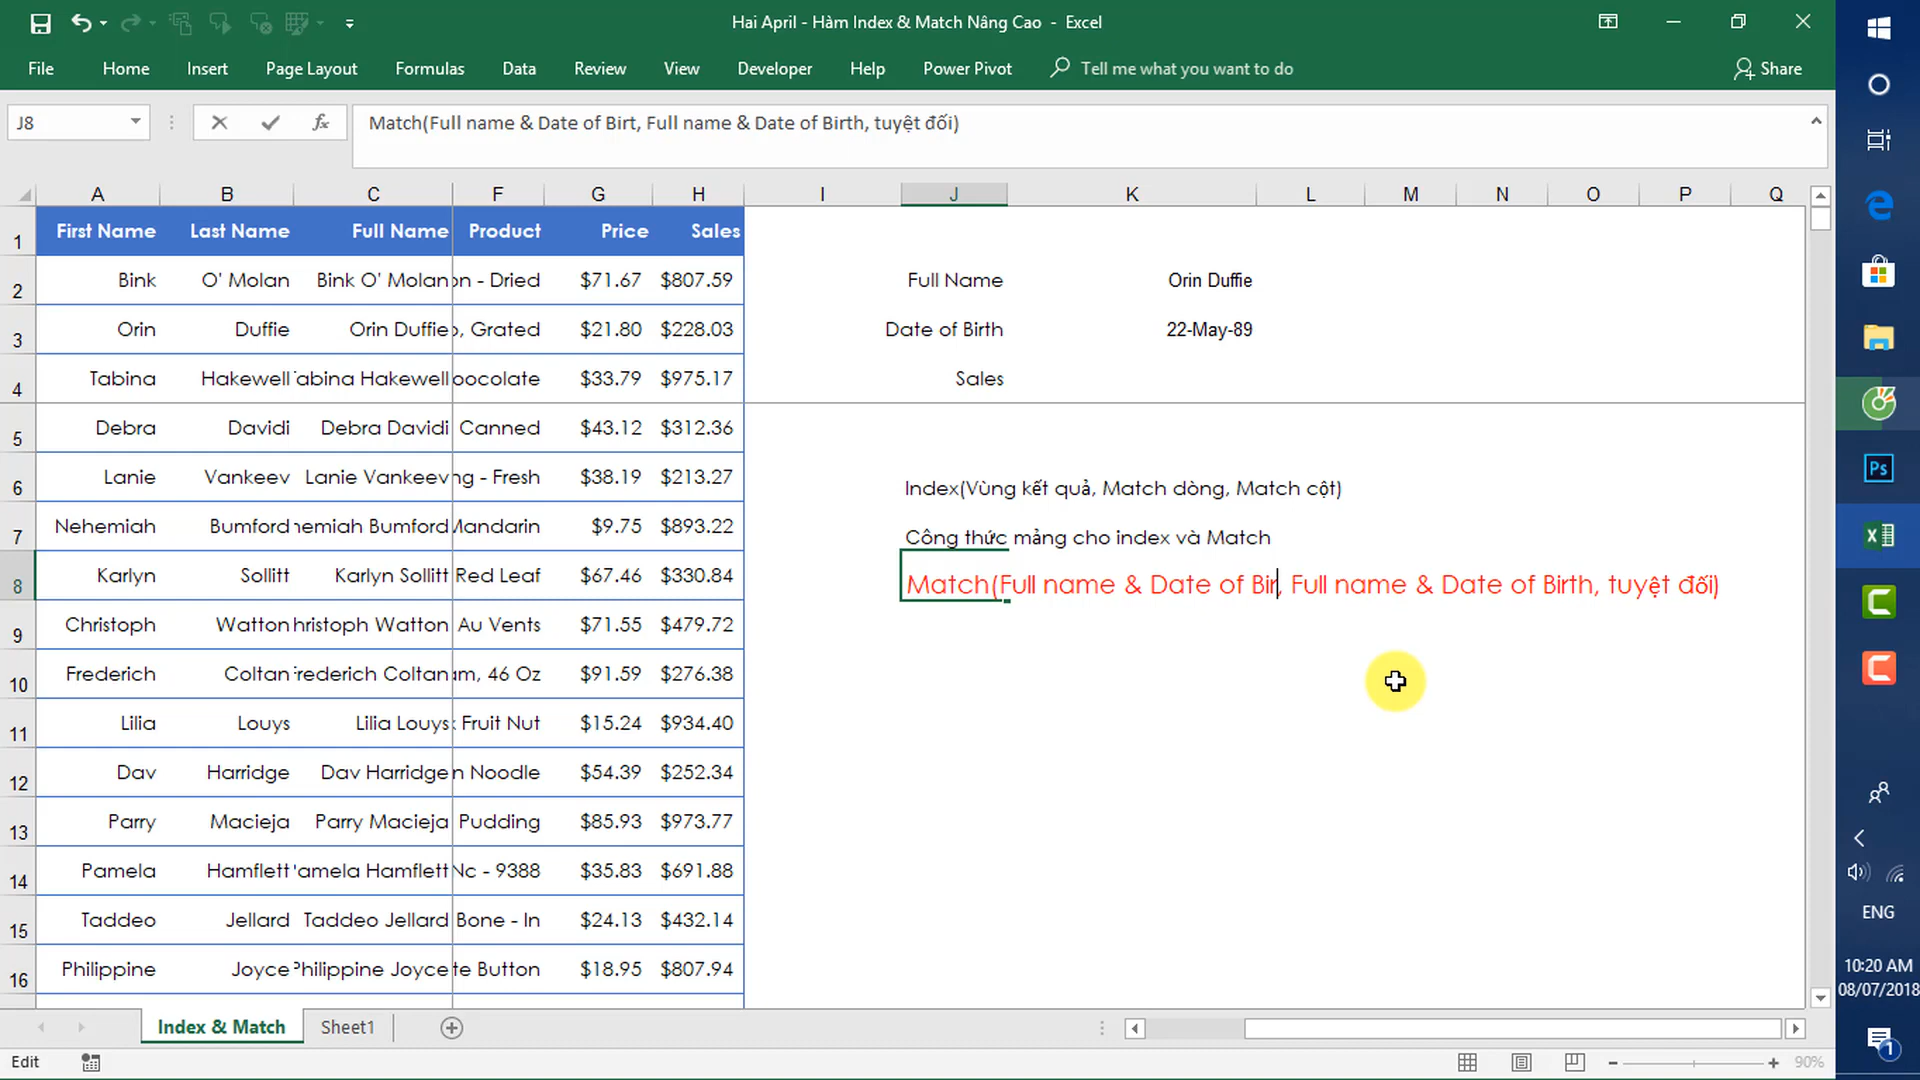 Hai April - Hàm Index & Match Nâng Cao - Excel
File Home Insert Page Layout Formulas Data Review View Developer Help Power Pivot Tell me what you want to do Share
J8 fx Match(Full name & Date of Birt, Full name & Date of Birth, tuyệt đối)
A B C F G H I J K L M N O P Q
1 First Name Last Name Full Name Product Price Sales
2 Bink O' Molan Bink O' Molan on - Dried $71.67 $807.59 Full Name Orin Duffie
3 Orin Duffie Orin Duffie o, Grated $21.80 $228.03 Date of Birth 22-May-89
4 Tabina Hakewell Tabina Hakewell ocolate $33.79 $975.17 Sales
5 Debra Davidi Debra Davidi Canned $43.12 $312.36
6 Lanie Vankeev Lanie Vankeev ng - Fresh $38.19 $213.27 Index(Vùng kết quả, Match dòng, Match cột)
7 Nehemiah Bumford hemiah Bumford Mandarin $9.75 $893.22 Công thức mảng cho index và Match
8 Karlyn Sollitt Karlyn Sollitt Red Leaf $67.46 $330.84 Match(Full name & Date of Bir, Full name & Date of Birth, tuyệt đối)
9 Christoph Watton hristoph Watton Au Vents $71.55 $479.72
10 Frederich Coltan rederich Coltan am, 46 Oz $91.59 $276.38
11 Lilia Louys Lilia Louys Fruit Nut $15.24 $934.40
12 Dav Harridge Dav Harridge n Noodle $54.39 $252.34
13 Parry Macieja Parry Macieja Pudding $85.93 $973.77
14 Pamela Hamflett amela Hamflett Nc - 9388 $35.83 $691.88
15 Taddeo Jellard Taddeo Jellard Bone - In $24.13 $432.14
16 Philippine Joyce Philippine Joyce te Button $18.95 $807.94
Index & Match Sheet1
Edit 90%
Ps
ENG
10:20 AM
08/07/2018
1